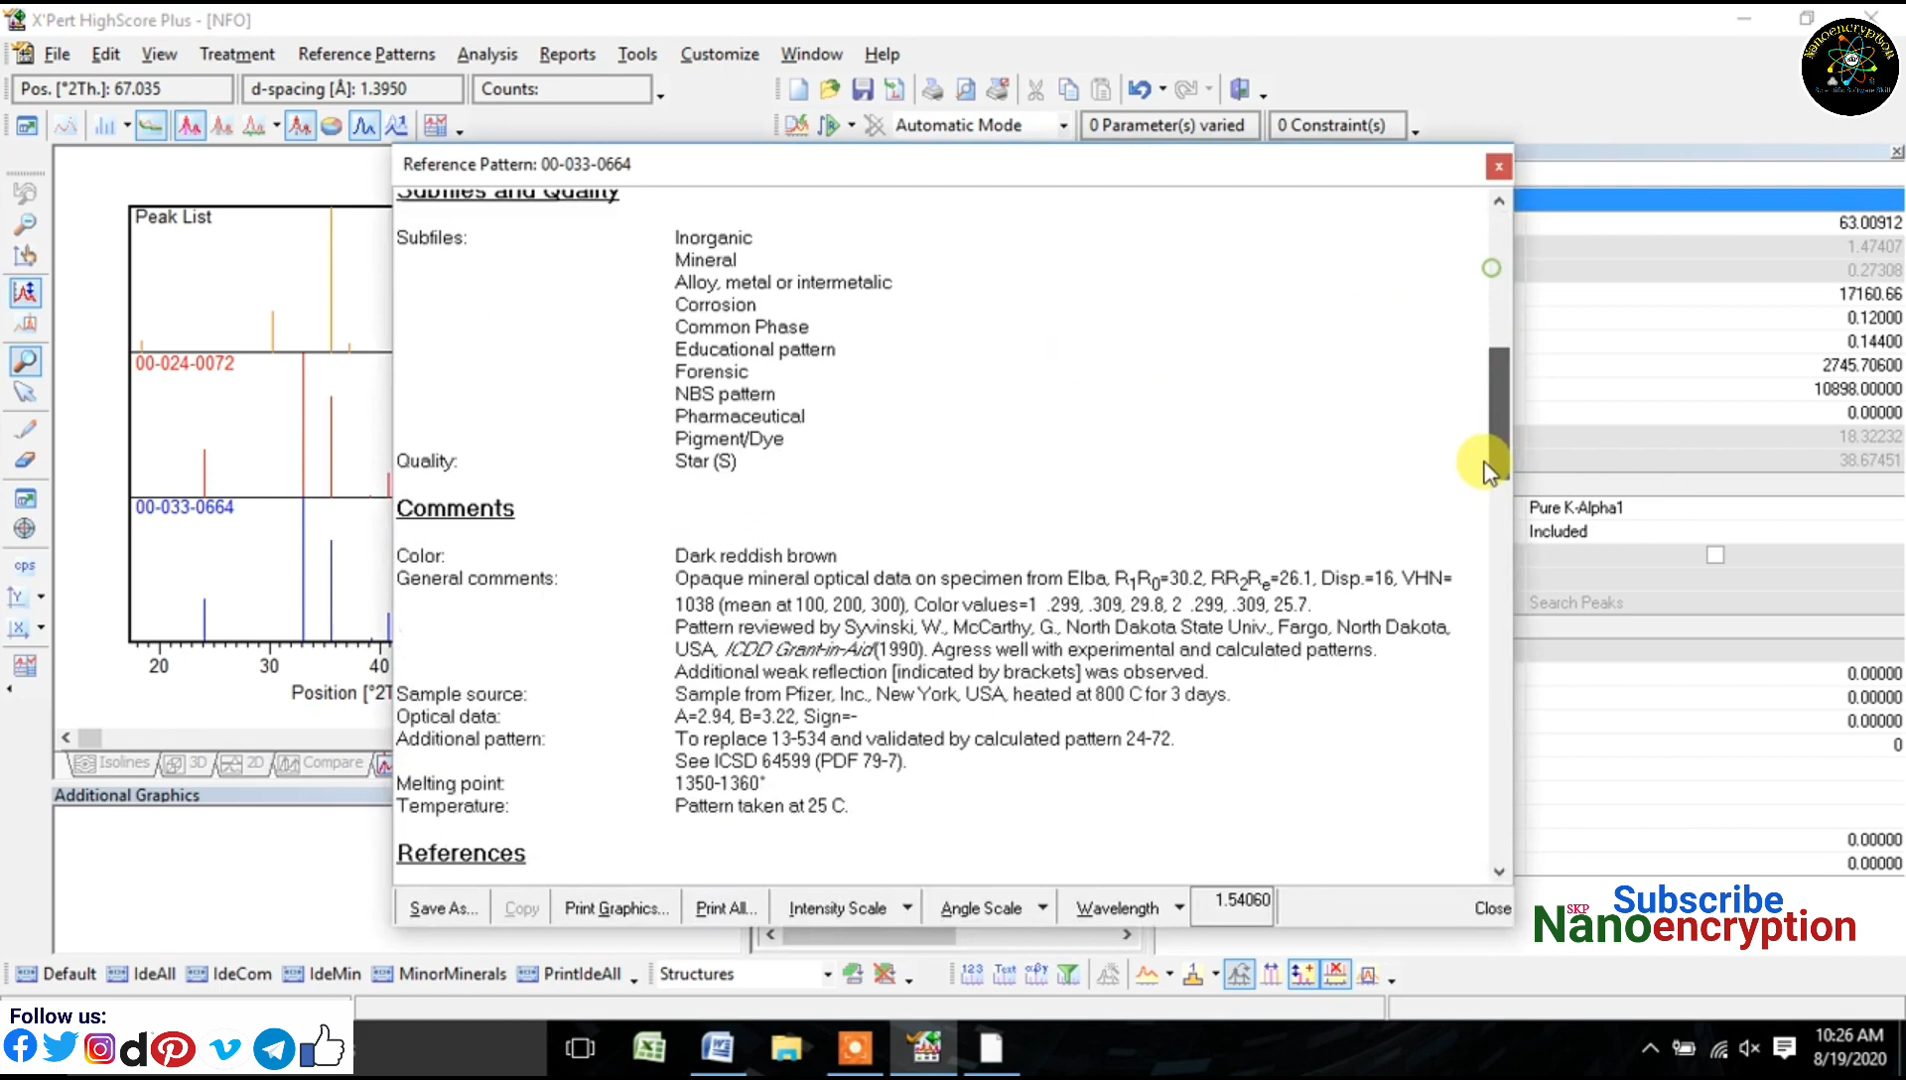 X'Pert HighScore Plus - [NFO]
File Edit View Treatment Reference Patterns Analysis Reports Tools Customize Window Help
Pos. [°2Th.]: 67.035 d-spacing [Å]: 1.3950 Counts:
Automatic Mode 0 Parameter(s) varied 0 Constraint(s)
Nanoencryption
Reference Pattern: 00-033-0664
Subfiles and Quality
Subfiles: Inorganic
Mineral
Alloy, metal or intermetalic
Corrosion
Common Phase
Educational pattern
Forensic
NBS pattern
Pharmaceutical
Pigment/Dye
Quality: Star (S)
Comments
Color: Dark reddish brown
General comments: Opaque mineral optical data on specimen from Elba, R1R0=30.2, RR2Re=26.1, Disp.=16, VHN=
1038 (mean at 100, 200, 300), Color values=1 .299, .309, 29.8, 2 .299, .309, 25.7.
Pattern reviewed by Syvinski, W., McCarthy, G., North Dakota State Univ., Fargo, North Dakota,
USA, ICDD Grant-in-Aid (1990). Agress well with experimental and calculated patterns.
Additional weak reflection [indicated by brackets] was observed.
Sample source: Sample from Pfizer, Inc., New York, USA, heated at 800 C for 3 days.
Optical data: A=2.94, B=3.22, Sign=-
Additional pattern: To replace 13-534 and validated by calculated pattern 24-72.
See ICSD 64599 (PDF 79-7).
Melting point: 1350-1360°
Temperature: Pattern taken at 25 C.
References
Save As... Copy Print Graphics... Print All... Intensity Scale Angle Scale Wavelength 1.54060 Close
Peak List
00-024-0072
00-033-0664
20 30 40
Position [°2T
cps
Y
X
Isolines 3D 2D Compare
Additional Graphics
63.00912
1.47407
0.27308
17160.66
0.12000
0.14400
2745.70600
10898.00000
0.00000
18.32232
38.67451
Pure K-Alpha1
Included
Search Peaks
0.00000
0.00000
0.00000
0
0.00000
0.00000
Subscribe
SKP
Nanoencryption
Default IdeAll IdeCom IdeMin MinorMinerals PrintIdeAll Structures 123 Text αβγ
Follow us:
10:26 AM
8/19/2020